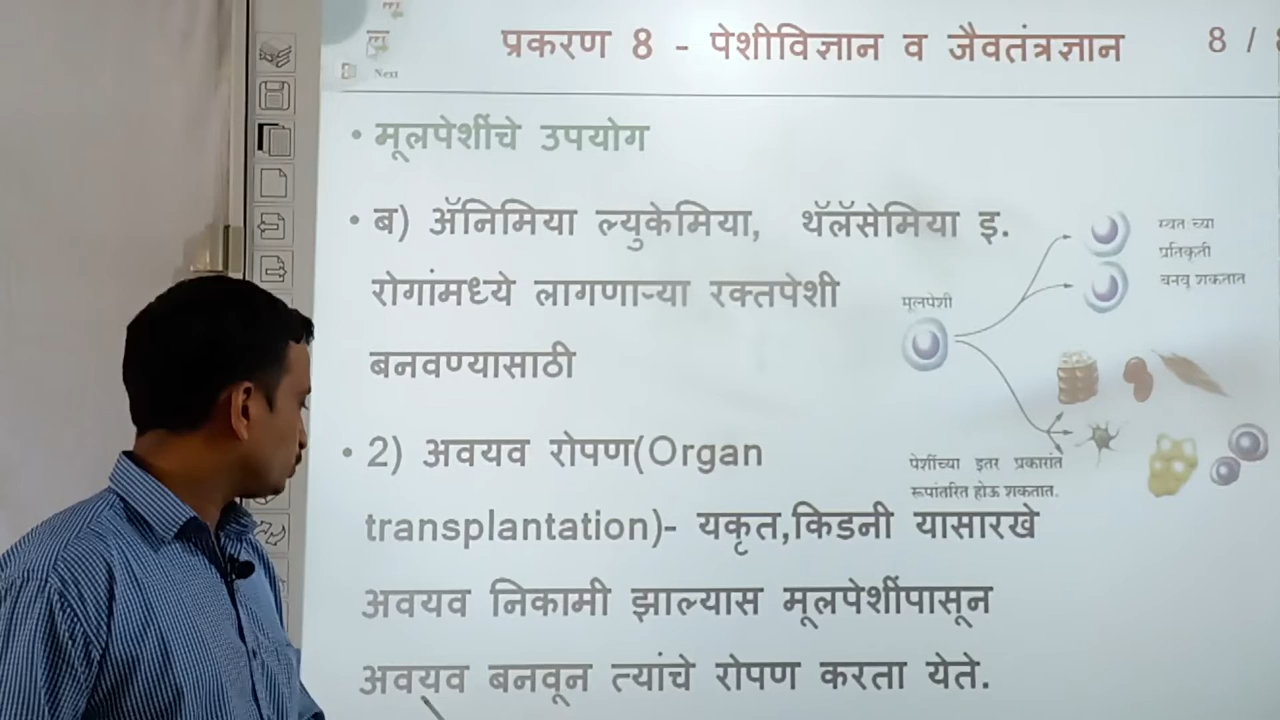 प्रकरण 8 - पेशीविज्ञान व जैवतंत्रज्ञान
8 /
Next
• मूलपेशींचे उपयोग
• ब) ॲनिमिया ल्युकेमिया, थॅलॅसेमिया इ.
रोगांमध्ये लागणाऱ्या रक्तपेशी
बनवण्यासाठी
• 2) अवयव रोपण(Organ
transplantation)- यकृत,किडनी यासारखे
अवयव निकामी झाल्यास मूलपेशींपासून
अवयव बनवून त्यांचे रोपण करता येते.
मूलपेशी
स्वत च्या
प्रतिकृती
बनवू शकतात
पेशींच्या इतर प्रकारांत
रूपांतरित होऊ शकतात.